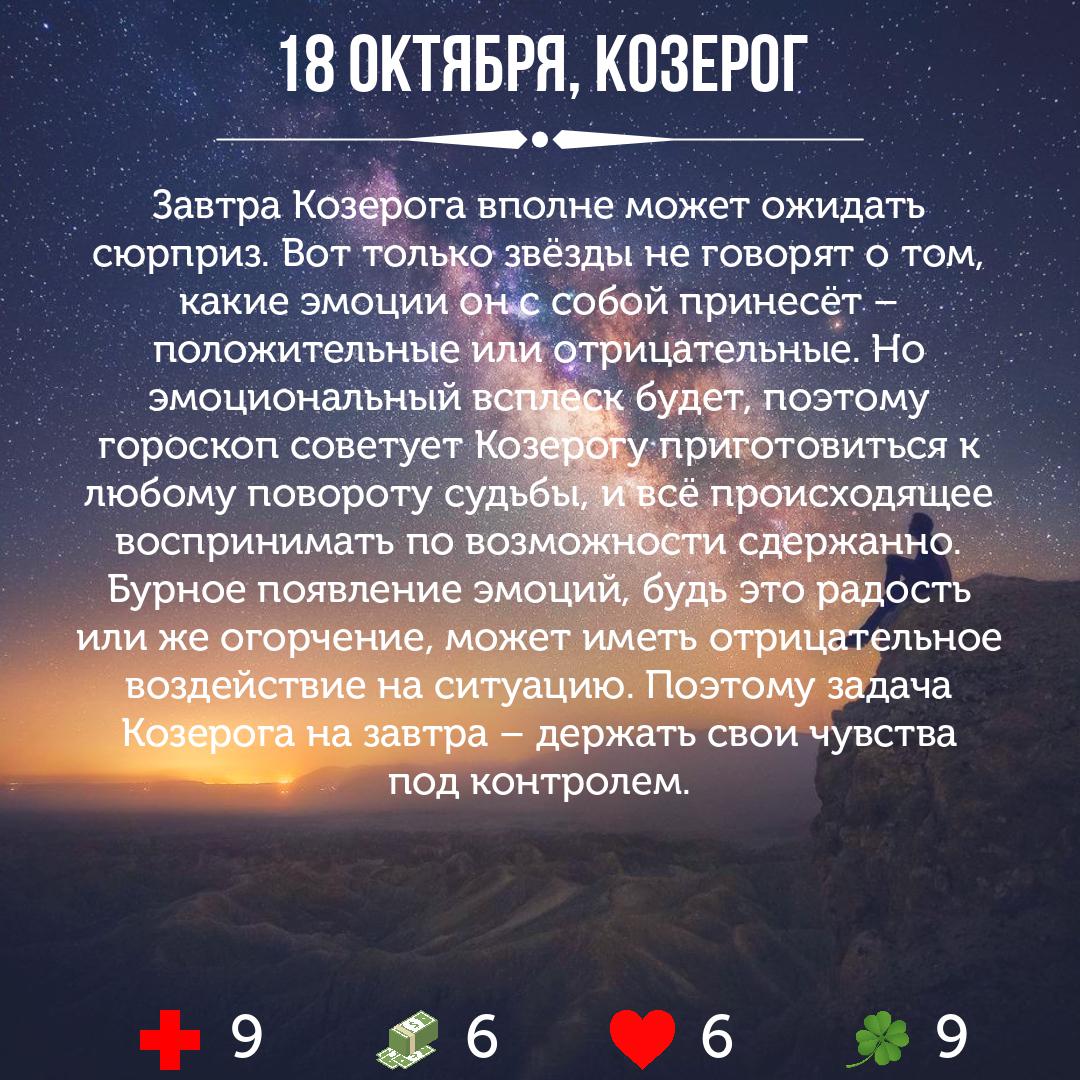 18 ОКТЯБРЯ, КОЗЕРОГ
Завтра Козерога вполне может ожидать
сюрприз. Вот только звёзды не говорят о том,
какие эмоции он с собой принесёт –
положительные или отрицательные. Но
эмоциональный всплеск будет, поэтому
гороскоп советует Козерогу приготовиться к
любому повороту судьбы, и всё происходящее
воспринимать по возможности сдержанно.
Бурное появление эмоций, будь это радость
или же огорчение, может иметь отрицательное
воздействие на ситуацию. Поэтому задача
Козерога на завтра – держать свои чувства
под контролем.
9 6 6 9